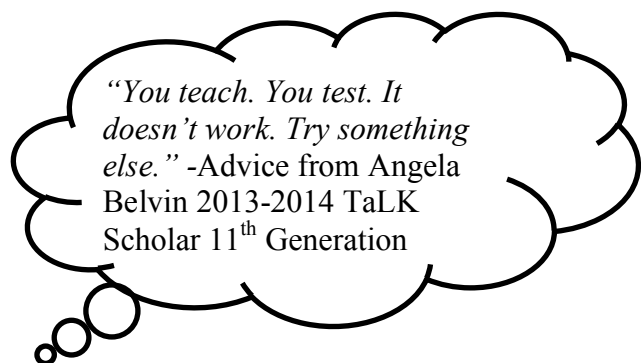 “You teach. You test. It
doesn’t work. Try something
else.” -Advice from Angela
Belvin 2013-2014 TaLK
Scholar 11th Generation